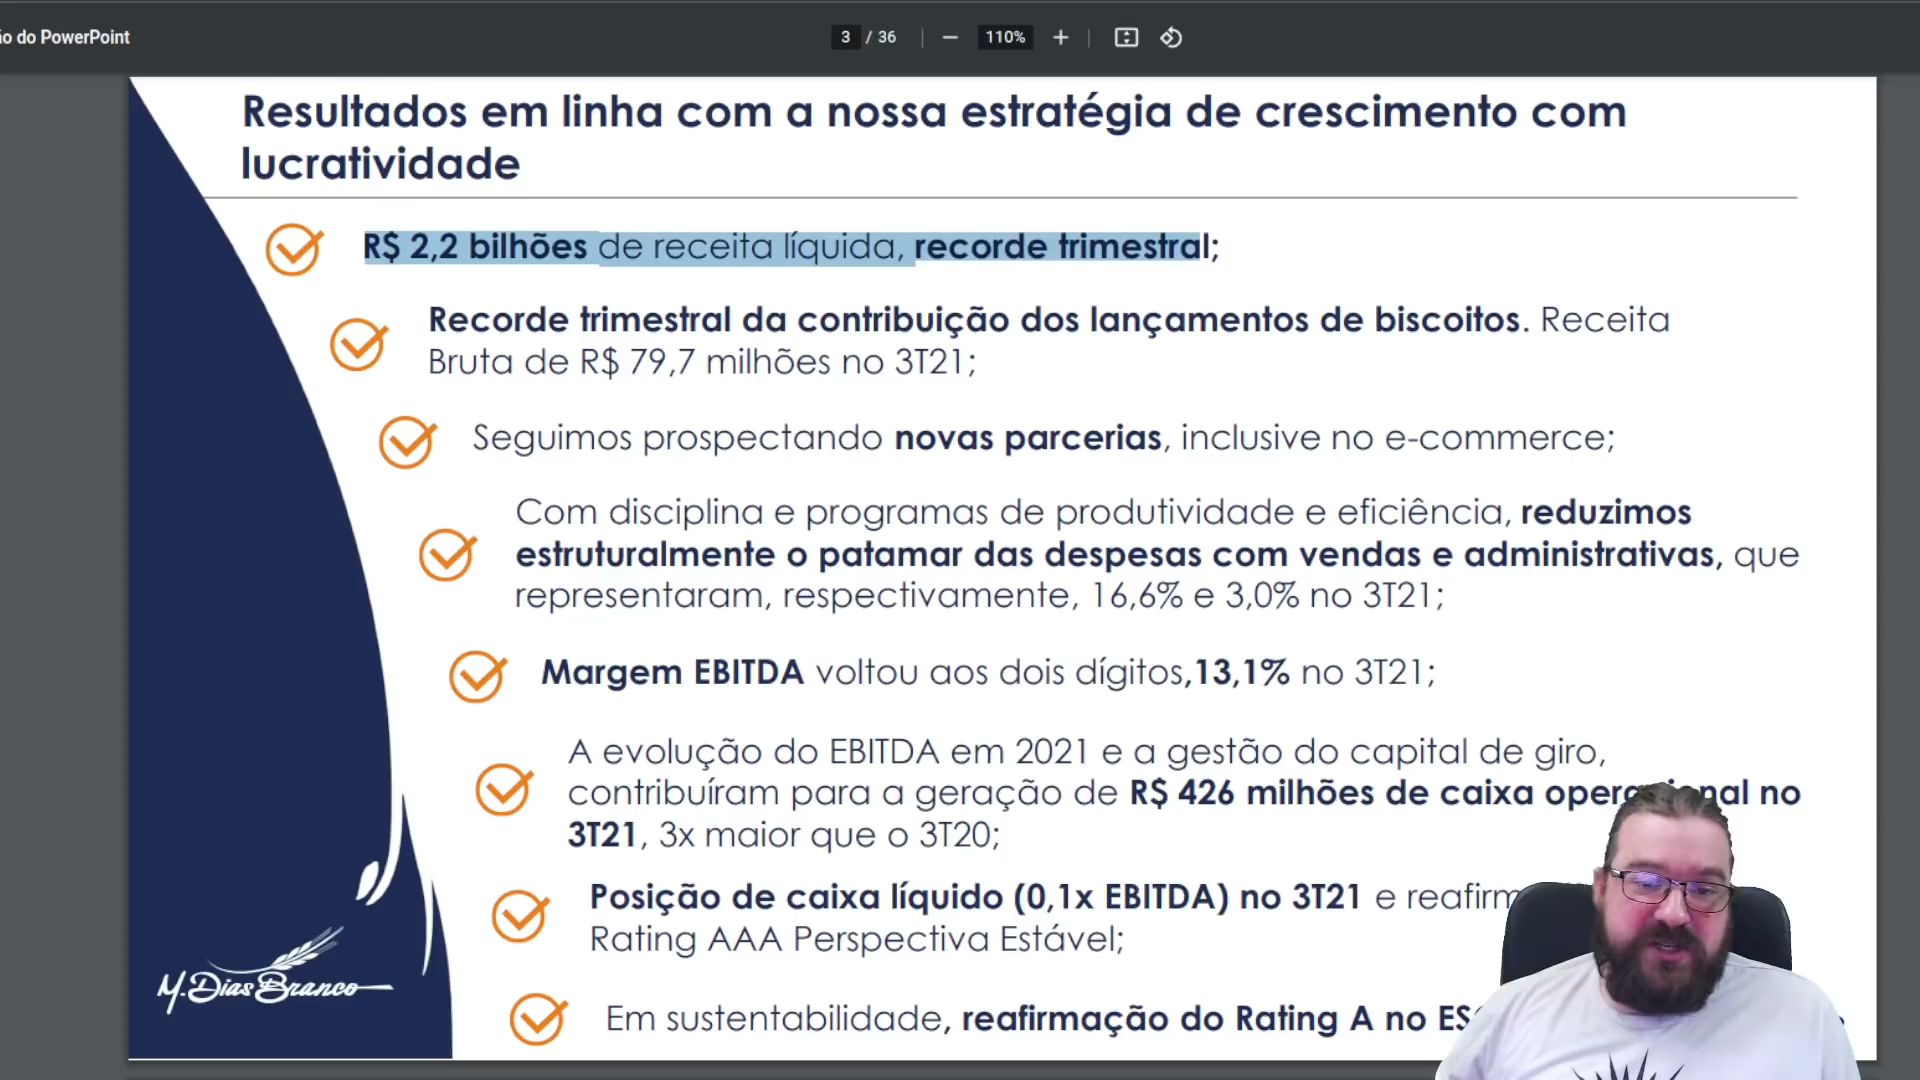 ão do PowerPoint
3 / 36
110%
Resultados em linha com a nossa estratégia de crescimento com
lucratividade
R$ 2,2 bilhões de receita líquida, recorde trimestral;
Recorde trimestral da contribuição dos lançamentos de biscoitos. Receita
Bruta de R$ 79,7 milhões no 3T21;
Seguimos prospectando novas parcerias, inclusive no e-commerce;
Com disciplina e programas de produtividade e eficiência, reduzimos
estruturalmente o patamar das despesas com vendas e administrativas, que
representaram, respectivamente, 16,6% e 3,0% no 3T21;
Margem EBITDA voltou aos dois dígitos,13,1% no 3T21;
A evolução do EBITDA em 2021 e a gestão do capital de giro,
contribuíram para a geração de R$ 426 milhões de caixa operacional no
3T21, 3x maior que o 3T20;
Posição de caixa líquido (0,1x EBITDA) no 3T21 e reafirm
Rating AAA Perspectiva Estável;
Em sustentabilidade, reafirmação do Rating A no ES
M. Dias Branco